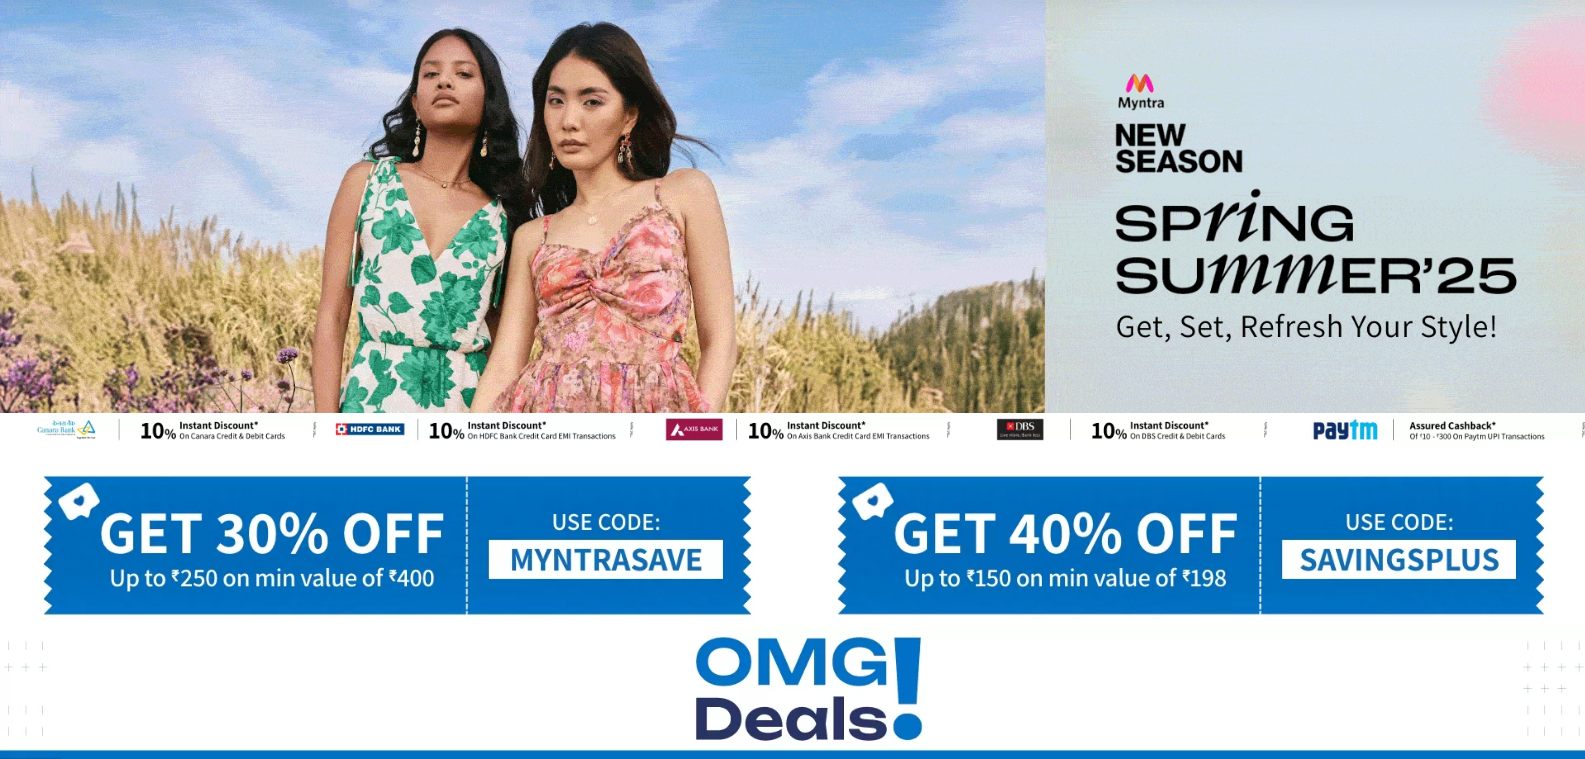 Myntra
NEW
SEASON
SPriNG
SUmmER’25
Get, Set, Refresh Your Style!
Canara Bank
10% Instant Discount*
On Canara Credit & Debit Cards
HDFC BANK
10% Instant Discount*
On HDFC Bank Credit Card EMI Transactions
AXIS BANK
10% Instant Discount*
On Axis Bank Credit Card EMI Transactions
DBS
10% Instant Discount*
On DBS Credit & Debit Cards
paytm
Assured Cashback*
Of ₹10 - ₹300 On Paytm UPI Transactions
GET 30% OFF
Up to ₹250 on min value of ₹400
USE CODE:
MYNTRASAVE
GET 40% OFF
Up to ₹150 on min value of ₹198
USE CODE:
SAVINGSPLUS
OMG!
Deals